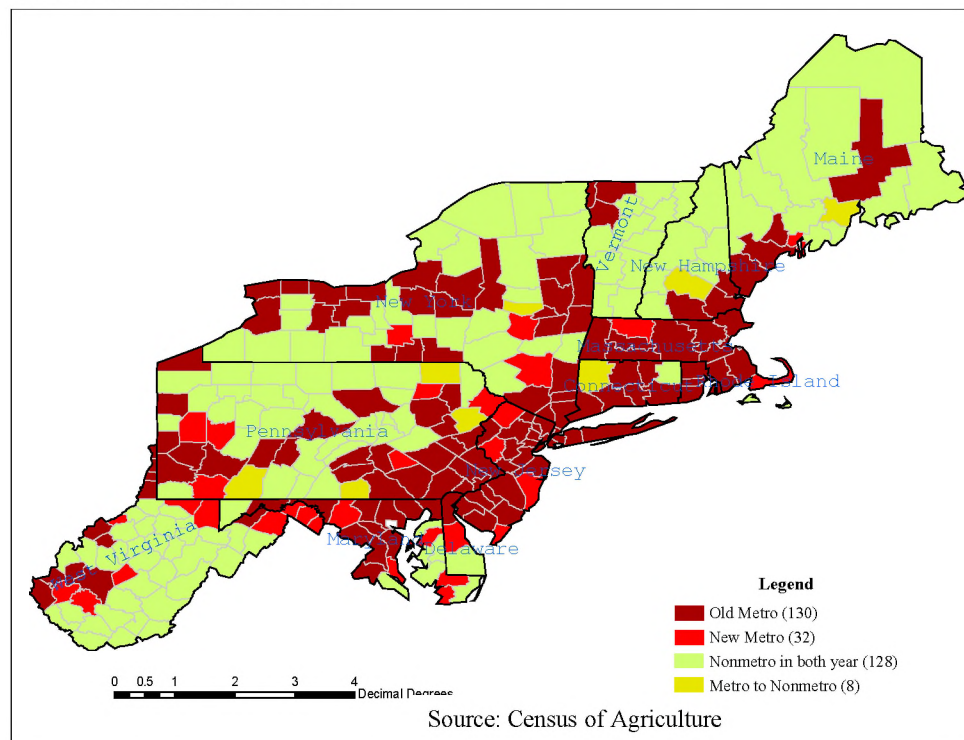 Maine
Vermont
New Hampshire
New York
Massachusetts
Connecticut
Rhode Island
Pennsylvania
New Jersey
West Virginia
Maryland
Delaware
Legend
Old Metro (130)
New Metro (32)
Nonmetro in both year (128)
Metro to Nonmetro (8)
0 0.5 1 2 3 4
Decimal Degrees
Source: Census of Agriculture